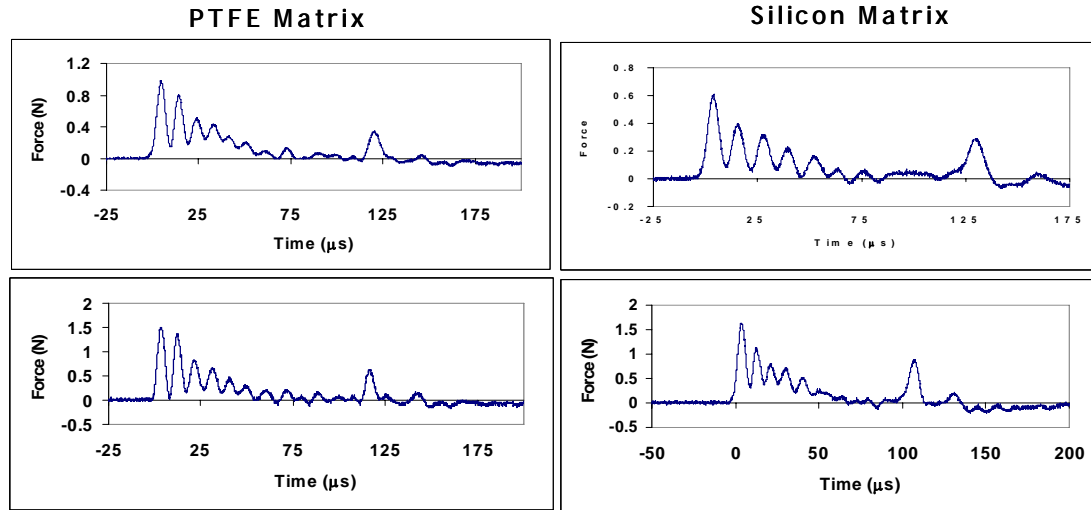 PTFE Matrix
Silicon Matrix
1.2
0.8
0.4
0
-0.4
Force (N)
-25 25 75 125 175
Time (μs)
0.8
0.6
0.4
0.2
0
-0.2
Force
-25 25 75 125 175
Time (μs)
2
1.5
1
0.5
0
-0.5
Force (N)
-25 25 75 125 175
Time (μs)
2
1.5
1
0.5
0
-0.5
Force (N)
-50 0 50 100 150 200
Time (μs)